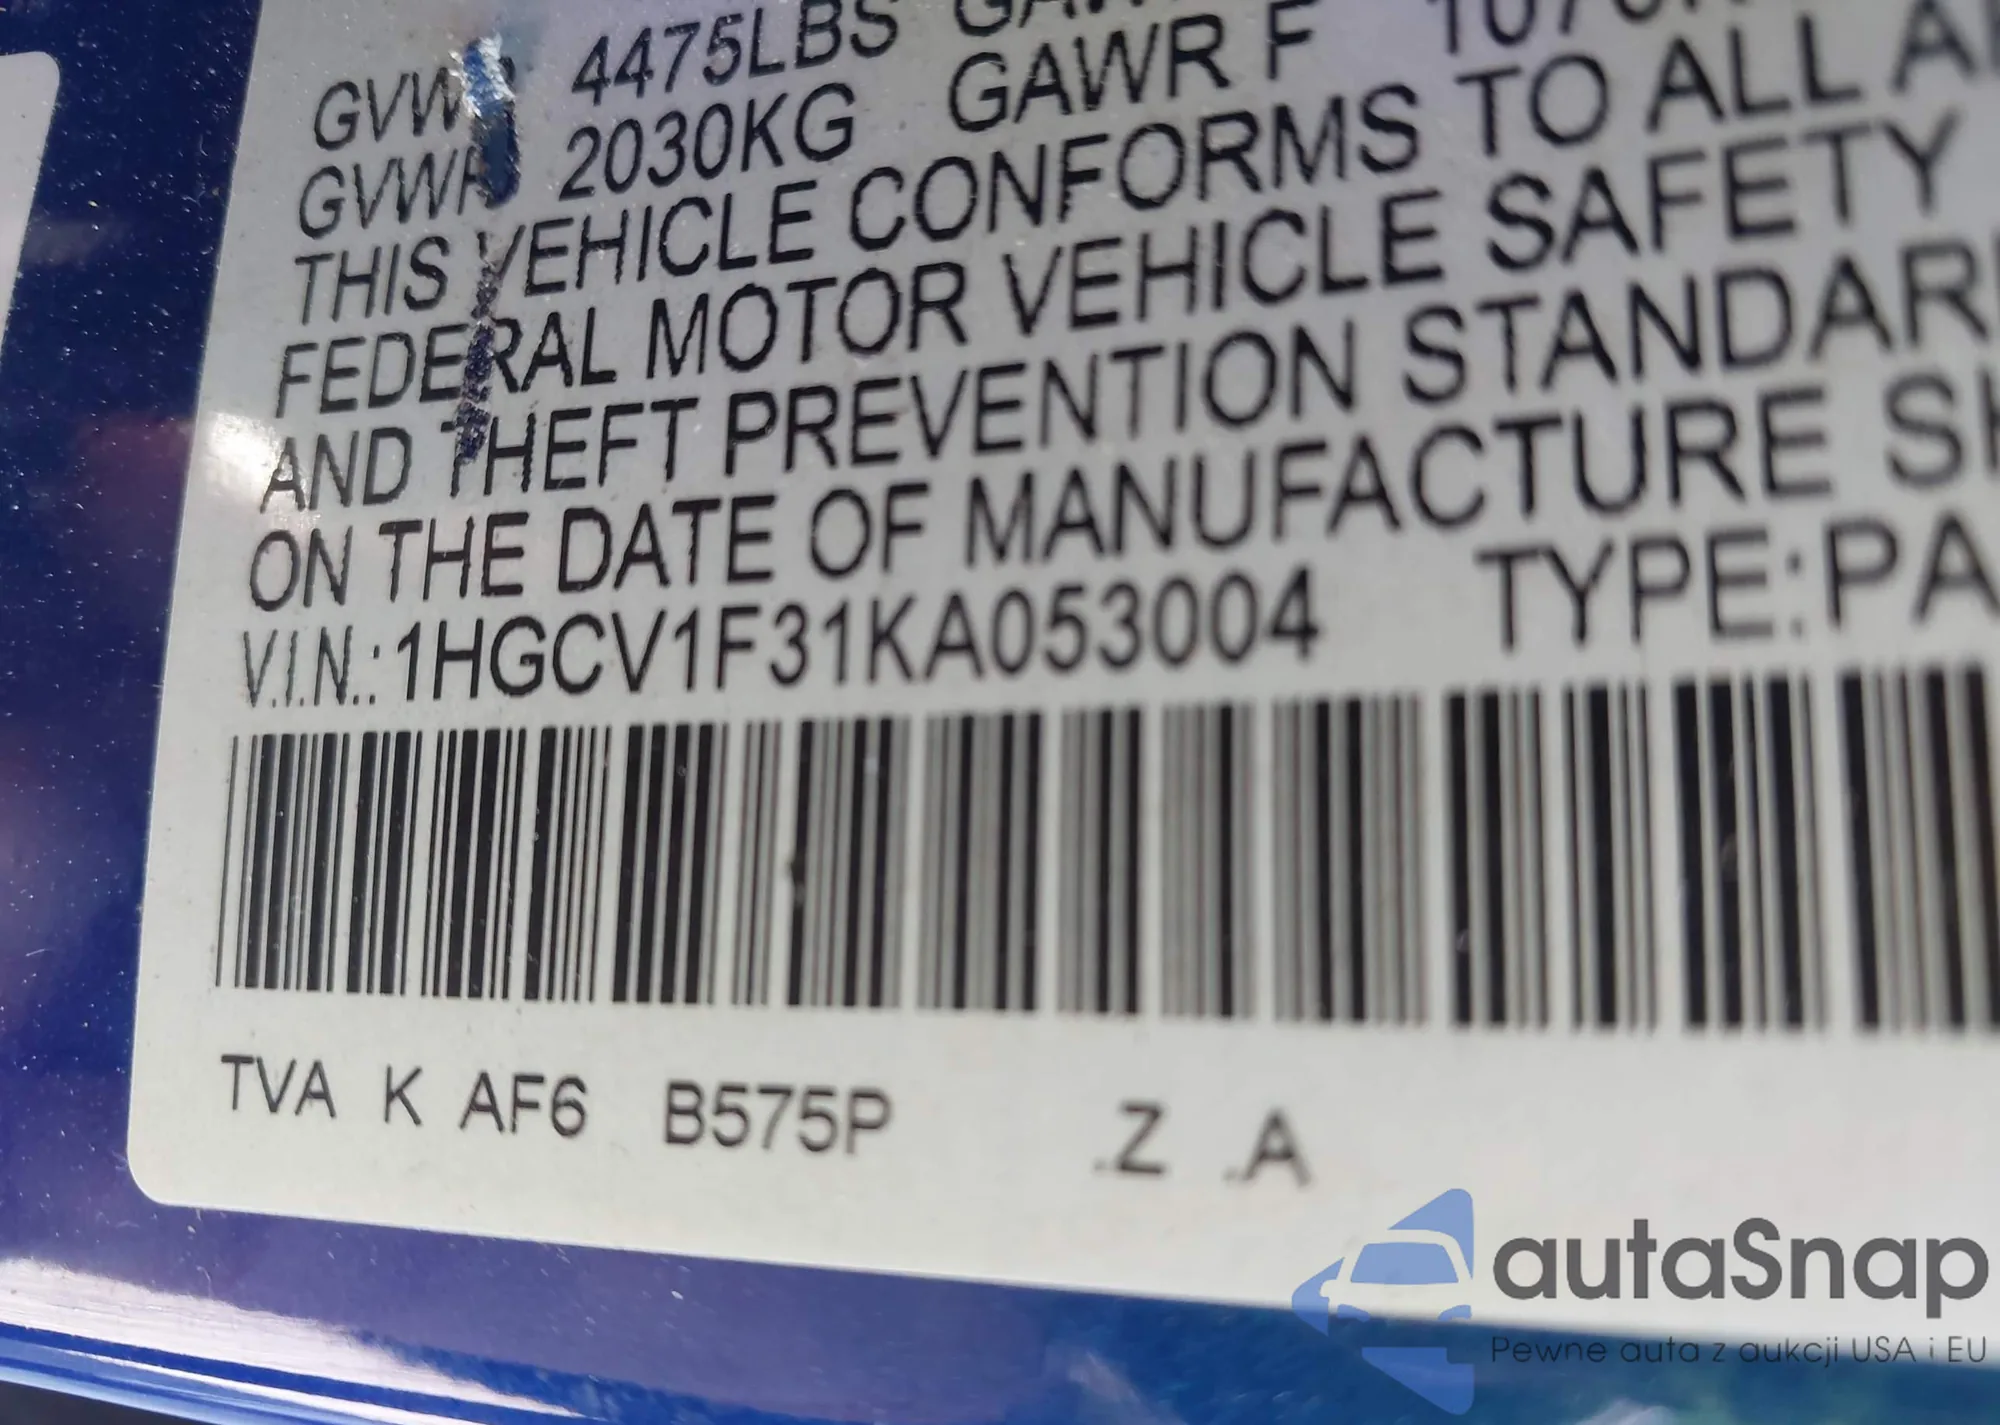 GVWR 4475LBS
GVWR 2030KG GAWR F
THIS VEHICLE CONFORMS TO ALL
FEDERAL MOTOR VEHICLE SAFETY
AND THEFT PREVENTION STANDAR
ON THE DATE OF MANUFACTURE
V.I.N.:1HGCV1F31KA053004 TYPE:PA
TVA K AF6 B575P .Z .A
autaSnap
Pewne auta z aukcji USA i EU